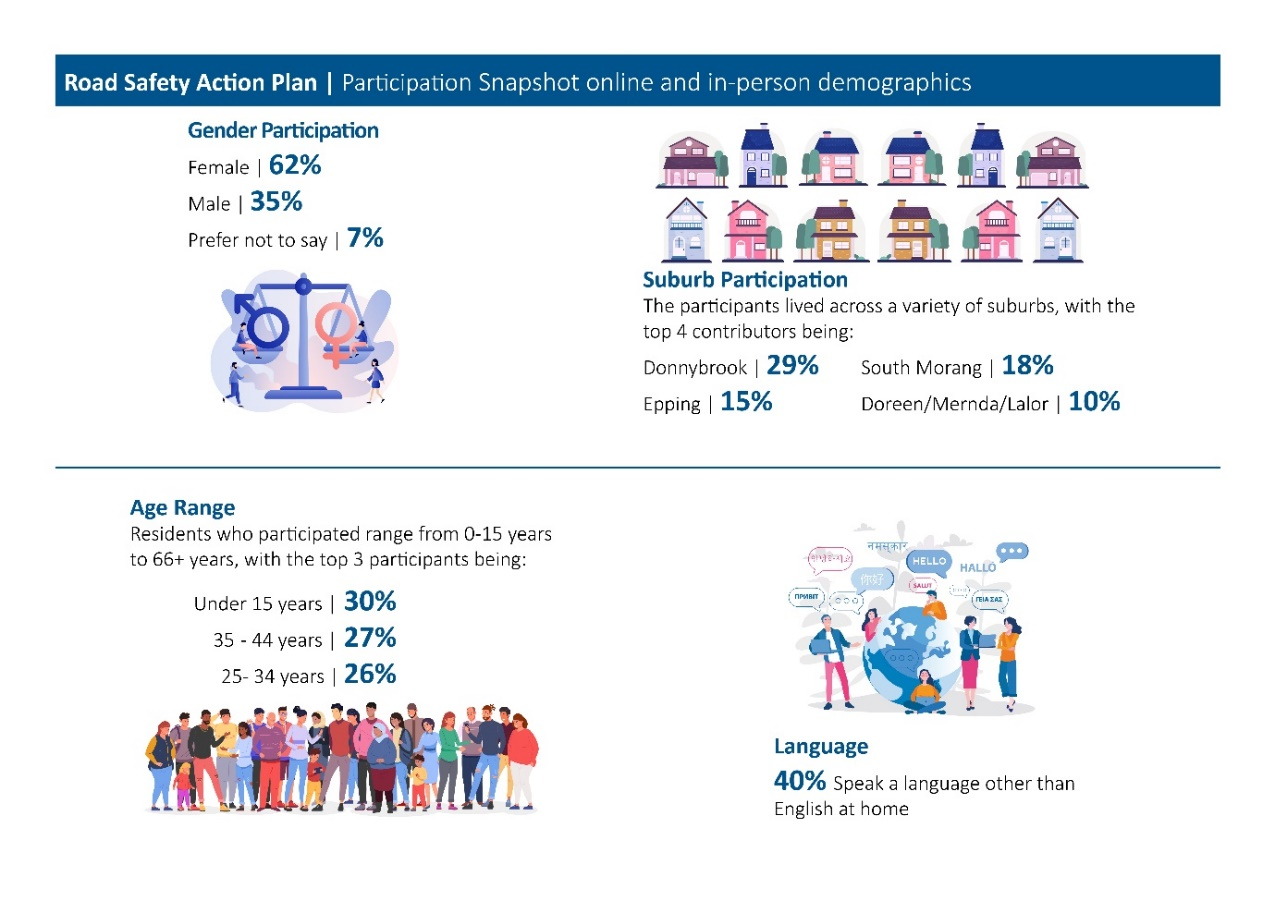 Road Safety Action Plan | Participation Snapshot online and in-person demographics
Gender Participation
Female | 62%
Male | 35%
Prefer not to say | 7%
Suburb Participation
The participants lived across a variety of suburbs, with the
top 4 contributors being:
Donnybrook | 29%
South Morang | 18%
Epping | 15%
Doreen/Mernda/Lalor | 10%
Age Range
Residents who participated range from 0-15 years
to 66+ years, with the top 3 participants being:
Under 15 years | 30%
35 - 44 years | 27%
25- 34 years | 26%
HELLO
HALLO
你好
SALUT
ПРИВІТ
ΓΕΙΑ ΣΑΣ
Language
40% Speak a language other than
English at home